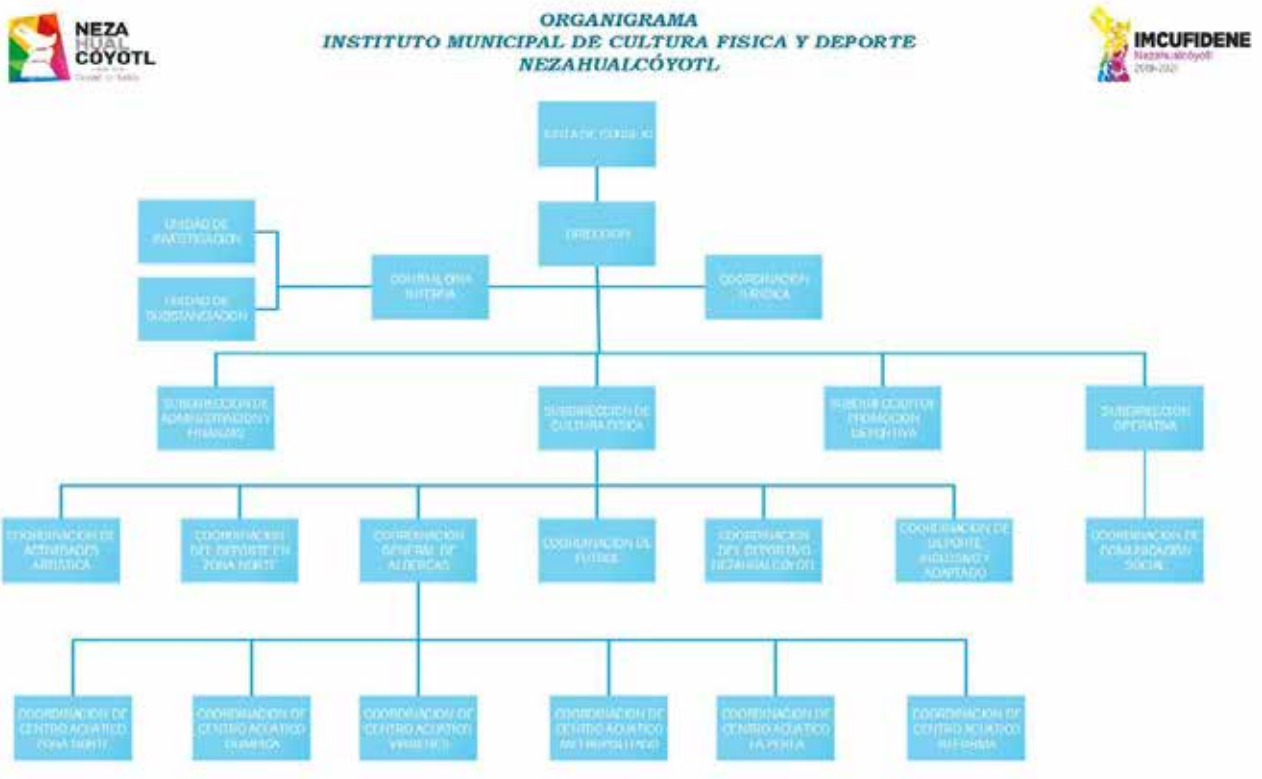 NEZA
HUAL
CÓYOTL
ORGANIGRAMA
INSTITUTO MUNICIPAL DE CULTURA FISICA Y DEPORTE
NEZAHUALCÓYOTL
IMCUFIDENE
Nezahualcóyotl
2019-2021
JUNTA DE CONSEJO
DIRECCION
UNIDAD DE
INVESTIGACION
UNIDAD DE
SUBSTANCIACION
CONTRALORIA
INTERNA
COORDINACION
JURIDICA
SUBDIRECCION DE
ADMINISTRACION Y
FINANZAS
SUBDIRECCION DE
CULTURA FISICA
SUBDIRECCION DE
PROMOCION
DEPORTIVA
SUBDIRECCION
OPERATIVA
COORDINACION DE
ACTIVIDADES
ARTISTICA
COORDINACION
DEL DEPORTE EN
ZONA NORTE
COORDINACION
GENERAL DE
ALBERCAS
COORDINACION DE
FUTBOL
COORDINACION
DEL DEPORTIVO
NEZAHUALCOYOTL
COORDINACION DE
DEPORTE
INCLUSIVO Y
ADAPTADO
COORDINACION DE
COMUNICACIÓN
SOCIAL
COORDINACION DE
CENTRO ACUATICO
ZONA NORTE
COORDINACION DE
CENTRO ACUATICO
OLIMPICA
COORDINACION DE
CENTRO ACUATICO
COORDINACION DE
CENTRO ACUATICO
METROPOLITANO
COORDINACION DE
CENTRO ACUATICO
LA PERLA
COORDINACION DE
CENTRO ACUATICO
REFORMA